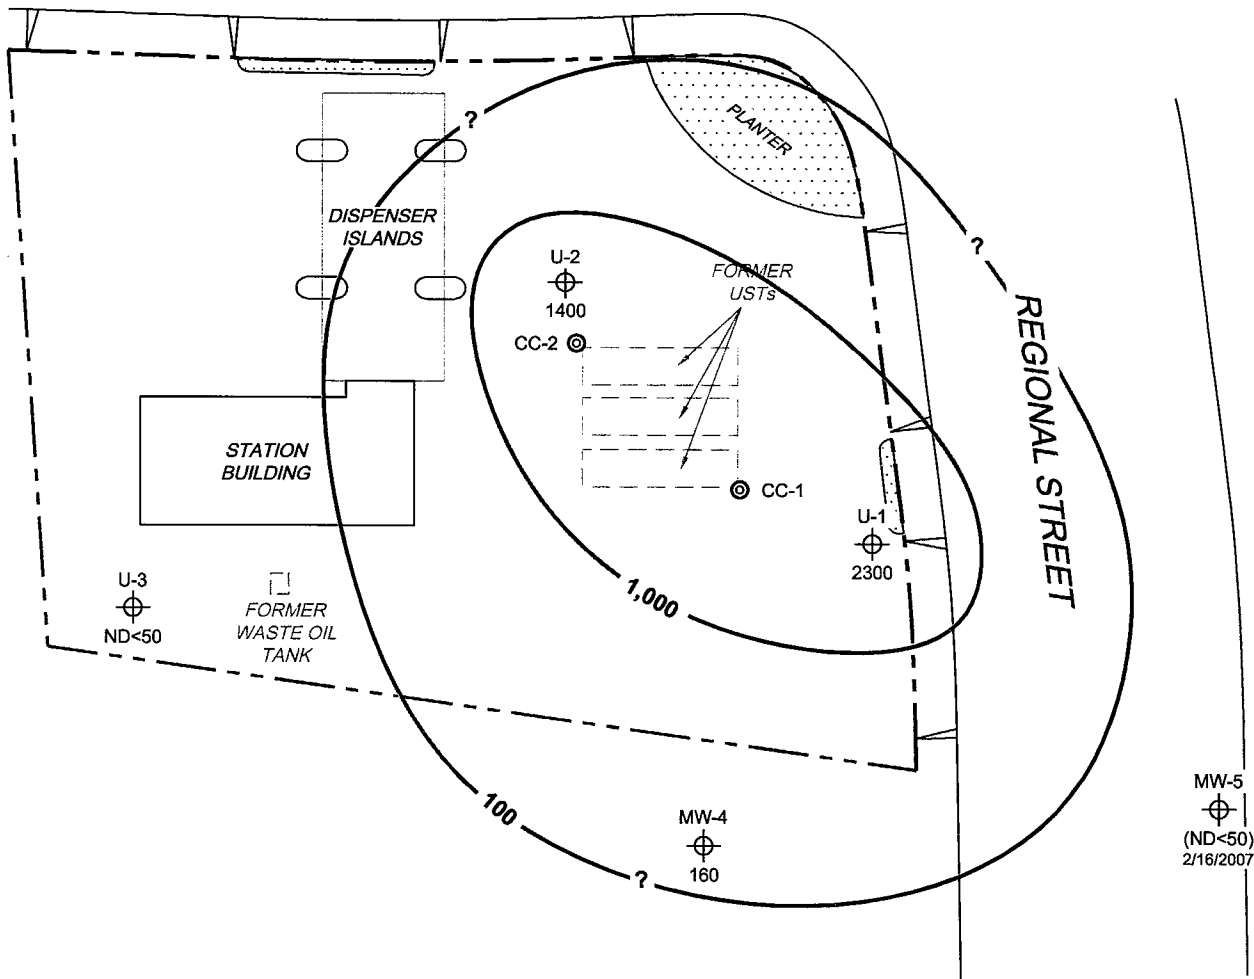 ?
PLANTER
DISPENSER
ISLANDS
?
U-2
1400
FORMER
USTs
REGIONAL STREET
CC-2
STATION
BUILDING
CC-1
U-1
2300
U-3
ND<50
FORMER
WASTE OIL
TANK
1,000
100
MW-4
160
?
MW-5
(ND<50)
2/16/2007